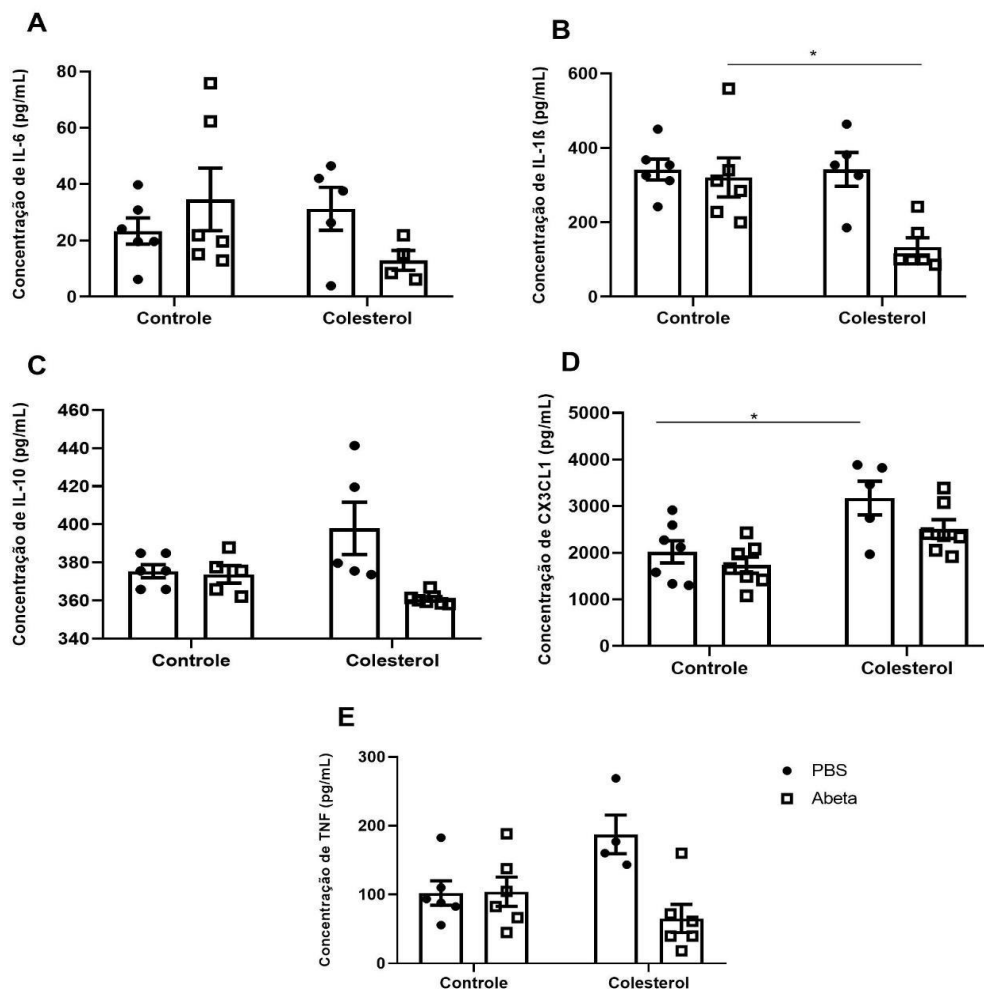 A
Concentração de IL-6 (pg/mL)
80
60
40
20
0
Controle
Colesterol
B
*
Concentração de IL-1ß (pg/mL)
600
400
200
0
Controle
Colesterol
C
Concentração de IL-10 (pg/mL)
460
440
420
400
380
360
340
Controle
Colesterol
D
*
Concentração de CX3CL1 (pg/mL)
5000
4000
3000
2000
1000
0
Controle
Colesterol
E
Concentração de TNF (pg/mL)
300
200
100
0
Controle
Colesterol
PBS
Abeta